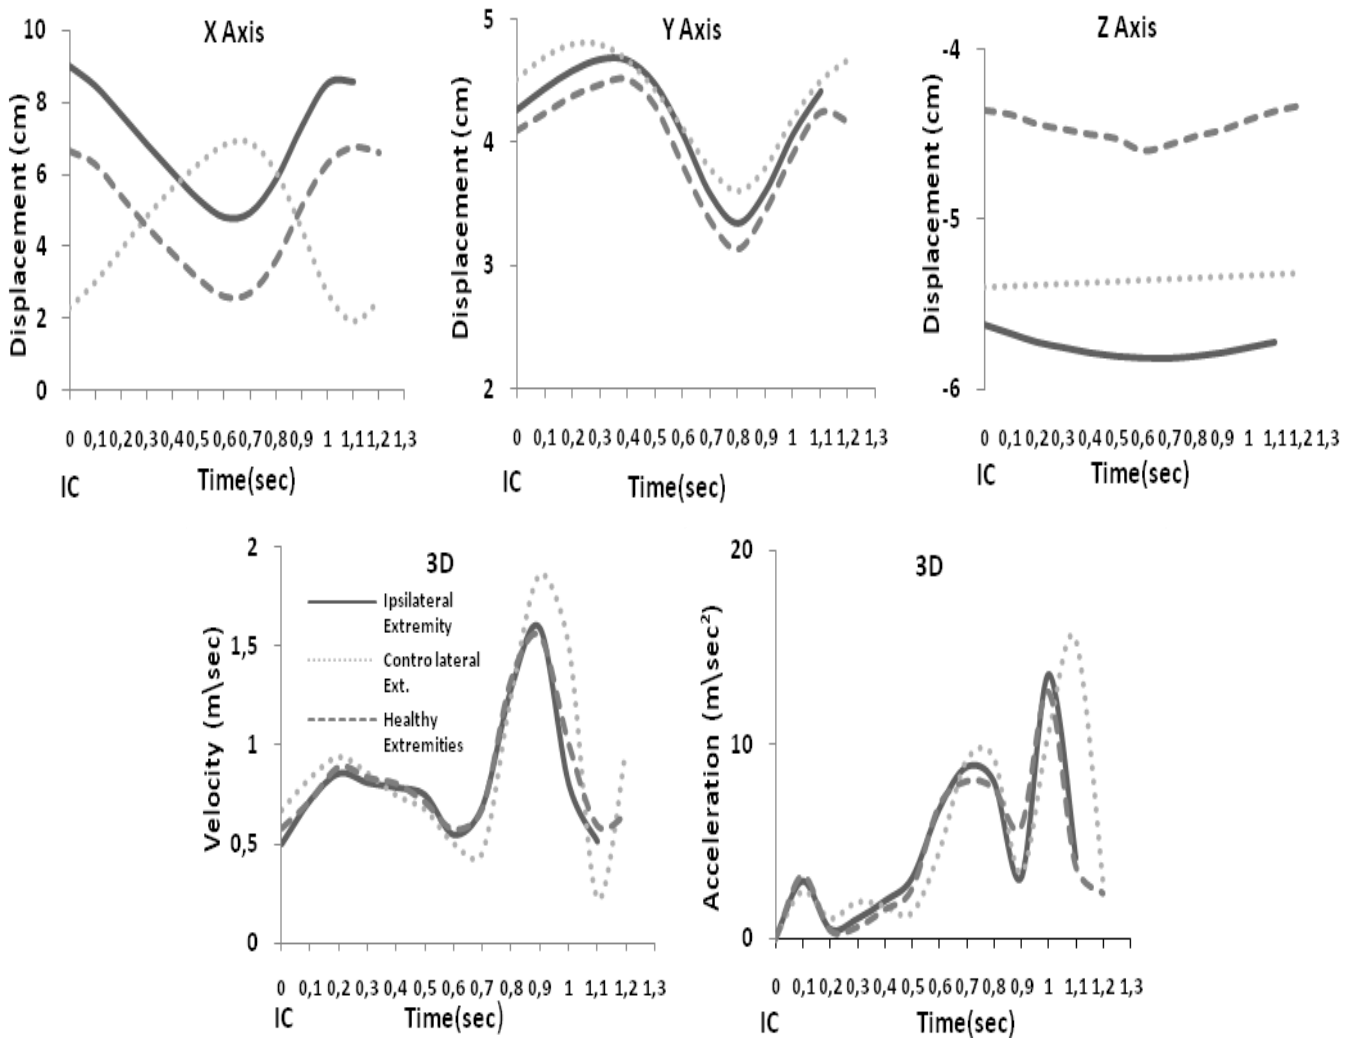 X Axis
Displacement (cm)
10
8
6
4
2
0
0 0,1 0,2 0,3 0,4 0,5 0,6 0,7 0,8 0,9 1 1,1 1,2 1,3
IC
Time(sec)
Y Axis
Displacement (cm)
5
4
3
2
0 0,1 0,2 0,3 0,4 0,5 0,6 0,7 0,8 0,9 1 1,1 1,2 1,3
IC
Time(sec)
Z Axis
Displacement (cm)
-4
-5
-6
0 0,1 0,2 0,3 0,4 0,5 0,6 0,7 0,8 0,9 1 1,1 1,2 1,3
IC
Time(sec)
3D
Velocity (m\sec)
2
1,5
1
0,5
0
Ipsilateral
Extremity
Contro lateral
Ext.
Healthy
Extremities
0 0,1 0,2 0,3 0,4 0,5 0,6 0,7 0,8 0,9 1 1,1 1,2 1,3
IC
Time(sec)
3D
Acceleration (m\sec²)
20
10
0
0 0,1 0,2 0,3 0,4 0,5 0,6 0,7 0,8 0,9 1 1,1 1,2 1,3
IC
Time(sec)